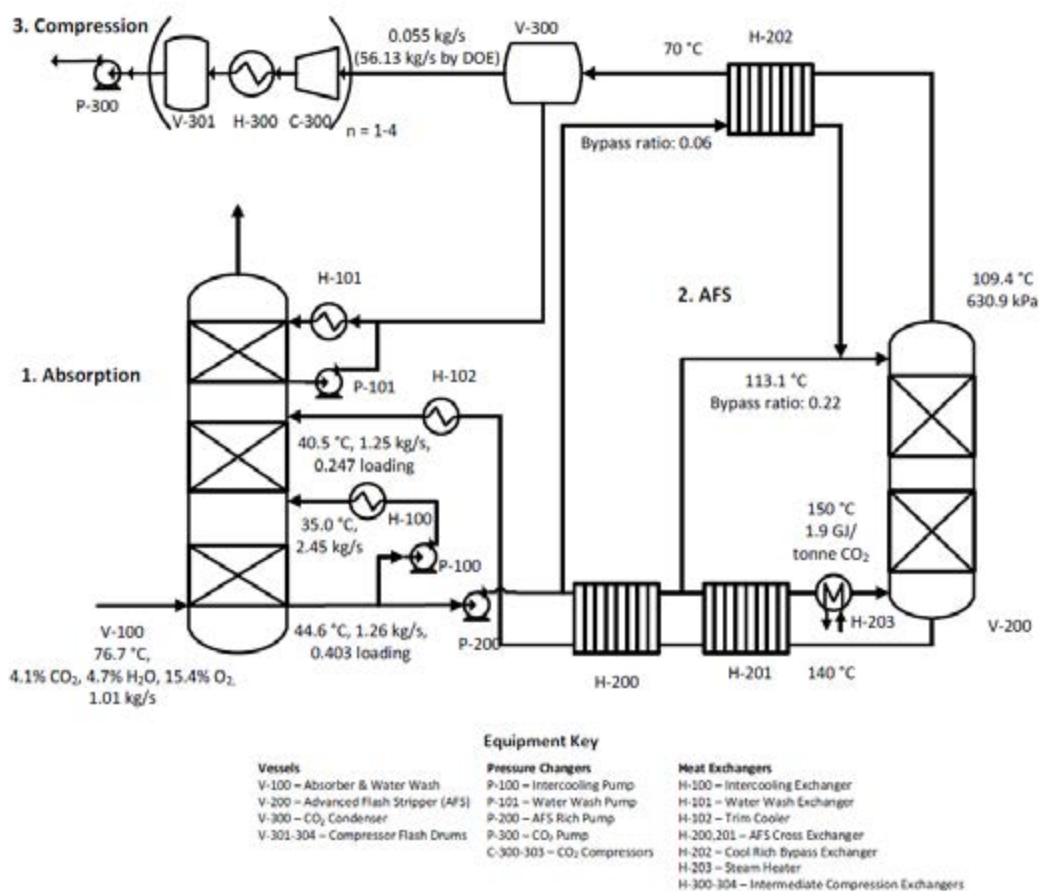 3. Compression
0.055 kg/s
(56.13 kg/s by DOE)
V-300
70 °C
H-202
P-300
V-301
H-300
C-300
n = 1-4
Bypass ratio: 0.06
H-101
2. AFS
109.4 °C
630.9 kPa
1. Absorption
P-101
H-102
113.1 °C
Bypass ratio: 0.22
40.5 °C, 1.25 kg/s,
0.247 loading
35.0 °C,
2.45 kg/s
H-100
P-100
150 °C
1.9 GJ/
tonne CO₂
V-100
76.7 °C,
4.1% CO₂, 4.7% H₂O, 15.4% O₂,
1.01 kg/s
44.6 °C, 1.26 kg/s,
0.403 loading
P-200
H-200
H-201
140 °C
H-203
V-200
Equipment Key
Vessels
V-100 – Absorber & Water Wash
V-200 – Advanced Flash Stripper (AFS)
V-300 – CO₂ Condenser
V-301-304 – Compressor Flash Drums
Pressure Changers
P-100 – Intercooling Pump
P-101 – Water Wash Pump
P-200 – AFS Rich Pump
P-300 – CO₂ Pump
C-300-303 – CO₂ Compressors
Heat Exchangers
H-100 – Intercooling Exchanger
H-101 – Water Wash Exchanger
H-102 – Trim Cooler
H-200,201 – AFS Cross Exchanger
H-202 – Cool Rich Bypass Exchanger
H-203 – Steam Heater
H-300-304 – Intermediate Compression Exchangers